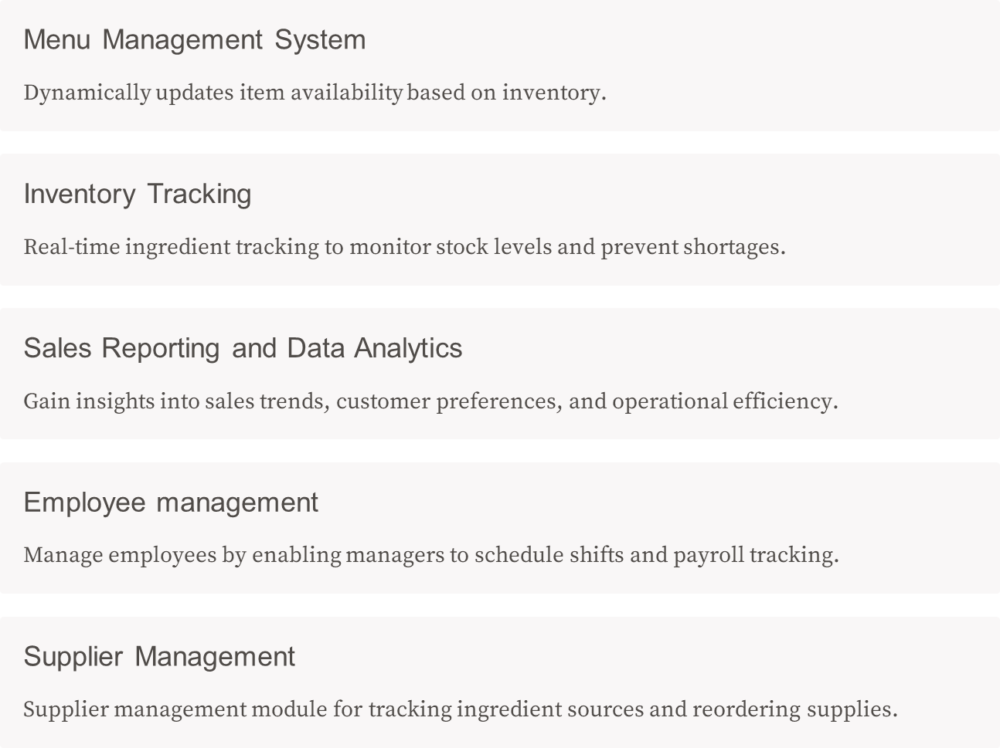 Menu Management System
Dynamically updates item availability based on inventory.
Inventory Tracking
Real-time ingredient tracking to monitor stock levels and prevent shortages.
Sales Reporting and Data Analytics
Gain insights into sales trends, customer preferences, and operational efficiency.
Employee management
Manage employees by enabling managers to schedule shifts and payroll tracking.
Supplier Management
Supplier management module for tracking ingredient sources and reordering supplies.